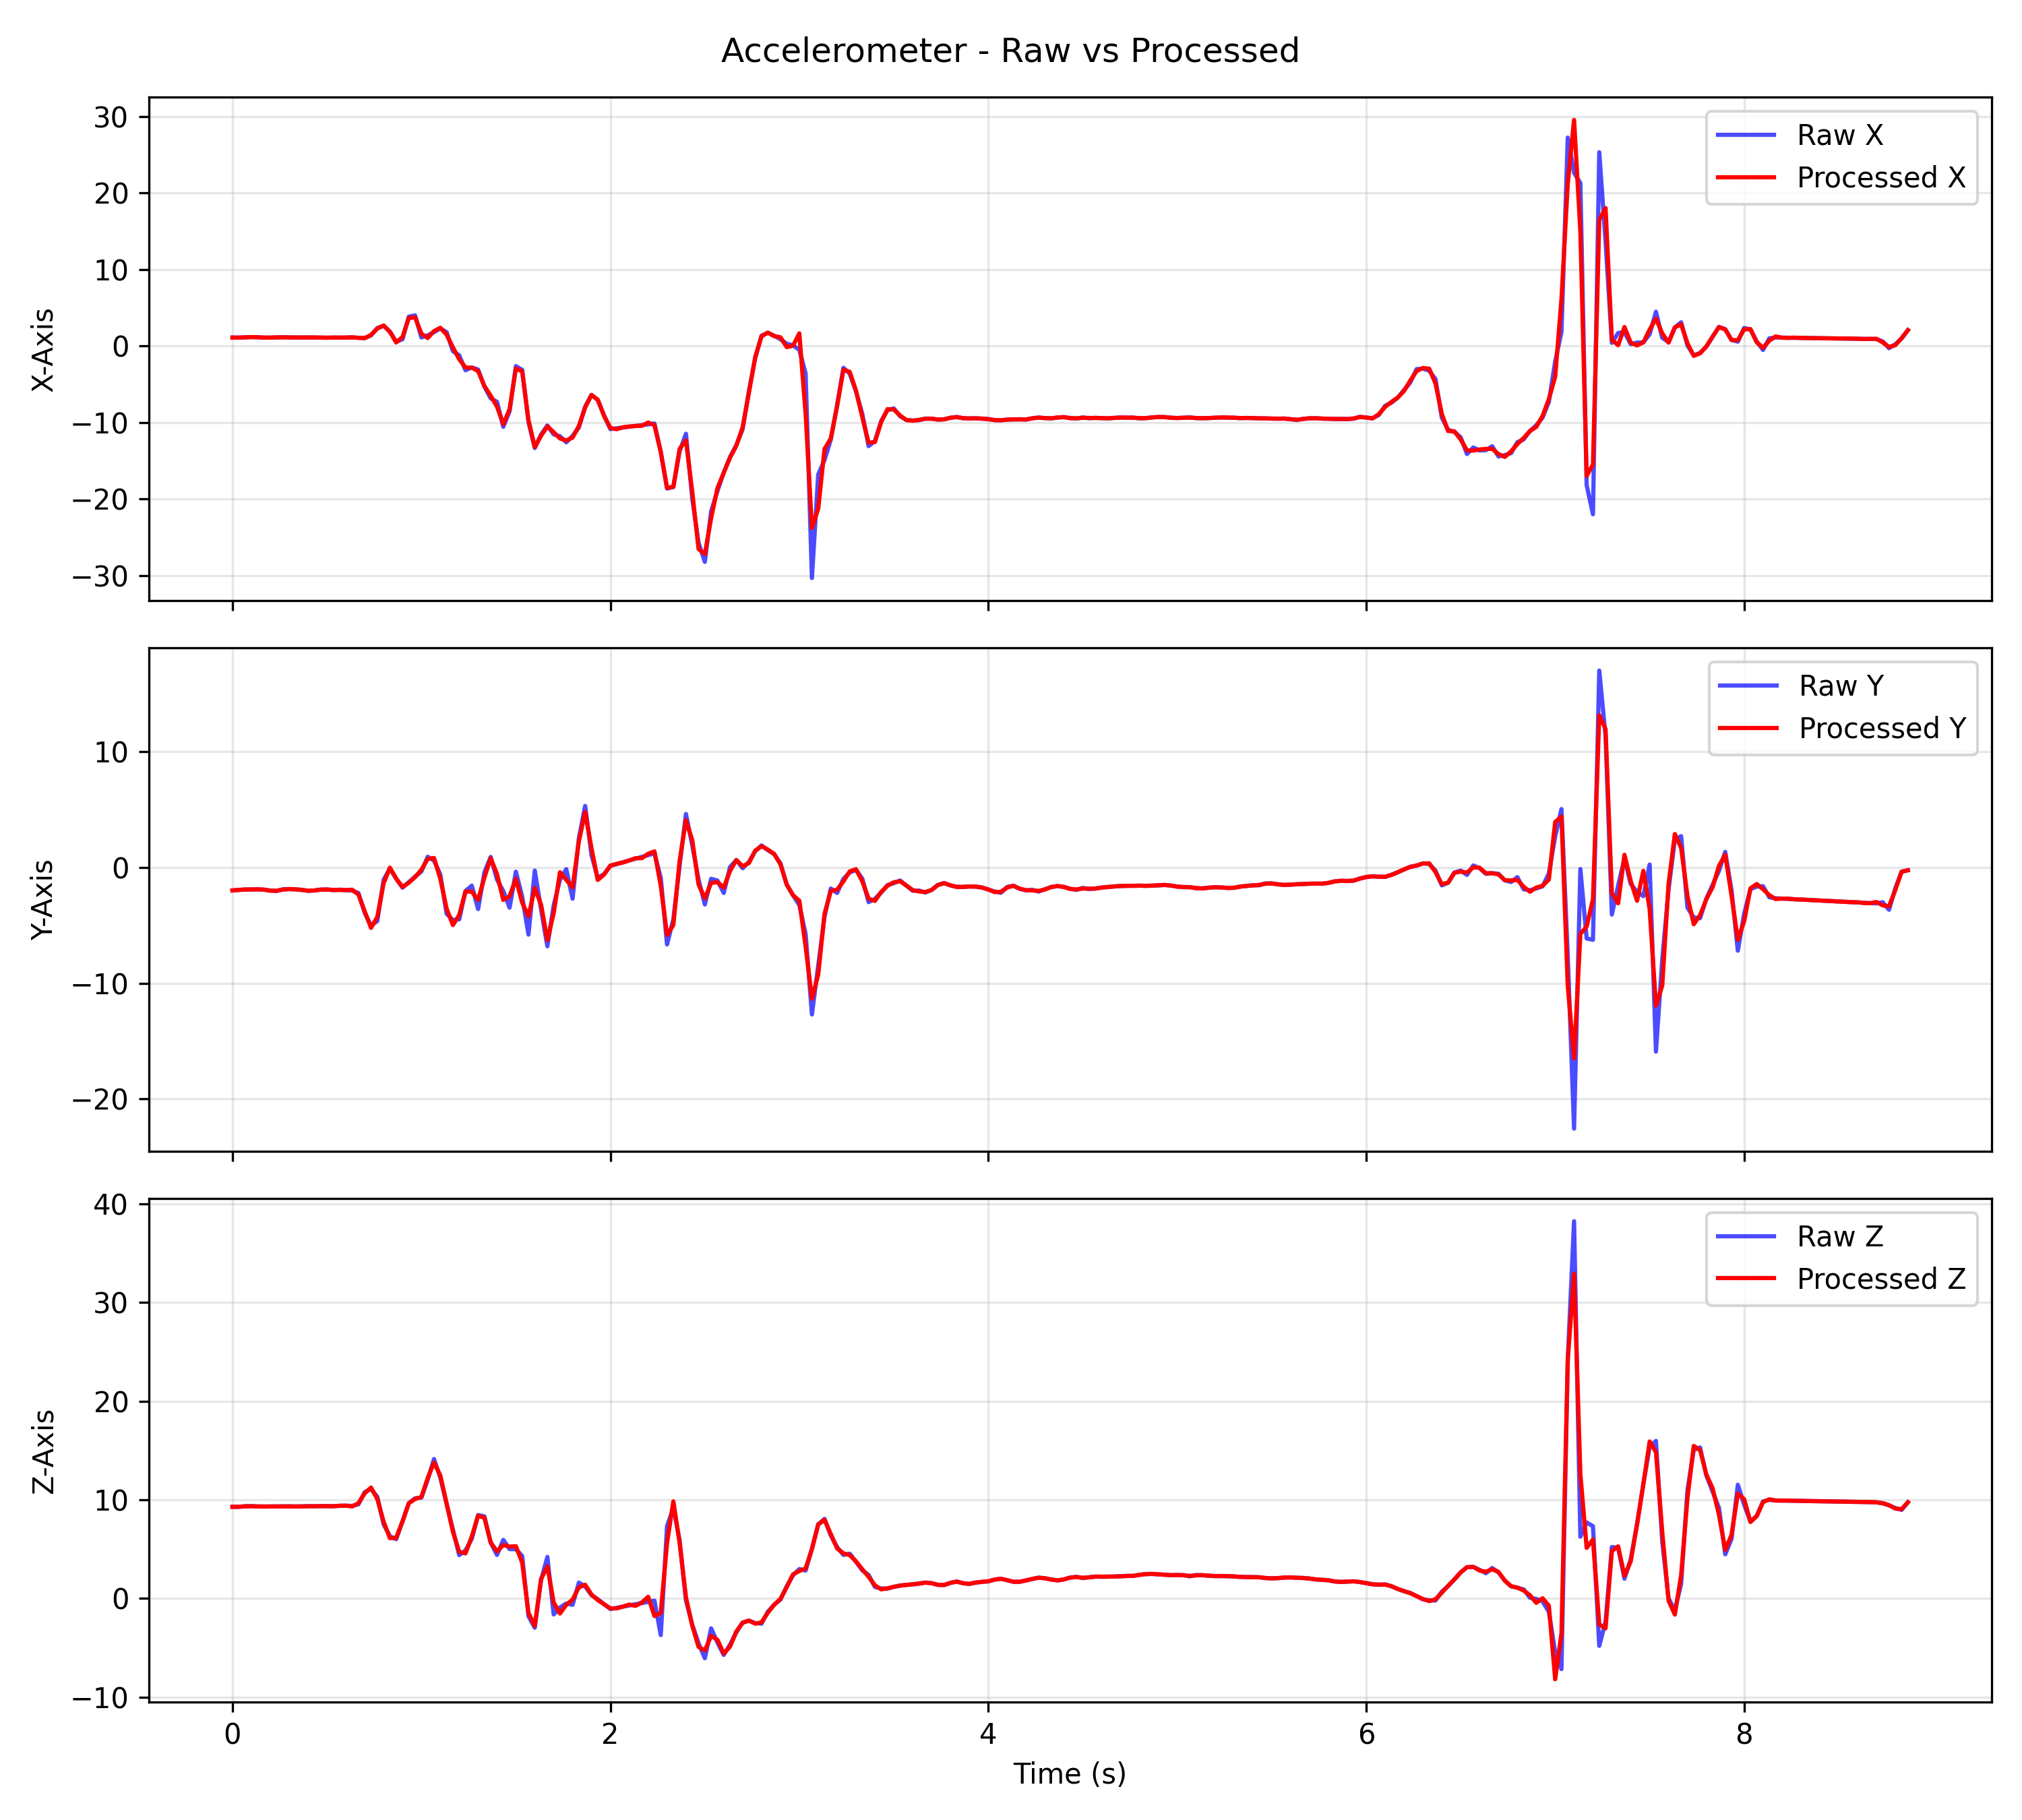 Accelerometer - Raw vs Processed
30
20
10
0
−10
−20
−30
X-Axis
Raw X
Processed X
10
0
−10
−20
Y-Axis
Raw Y
Processed Y
40
30
20
10
0
−10
Z-Axis
Raw Z
Processed Z
0 2 4 6 8
Time (s)